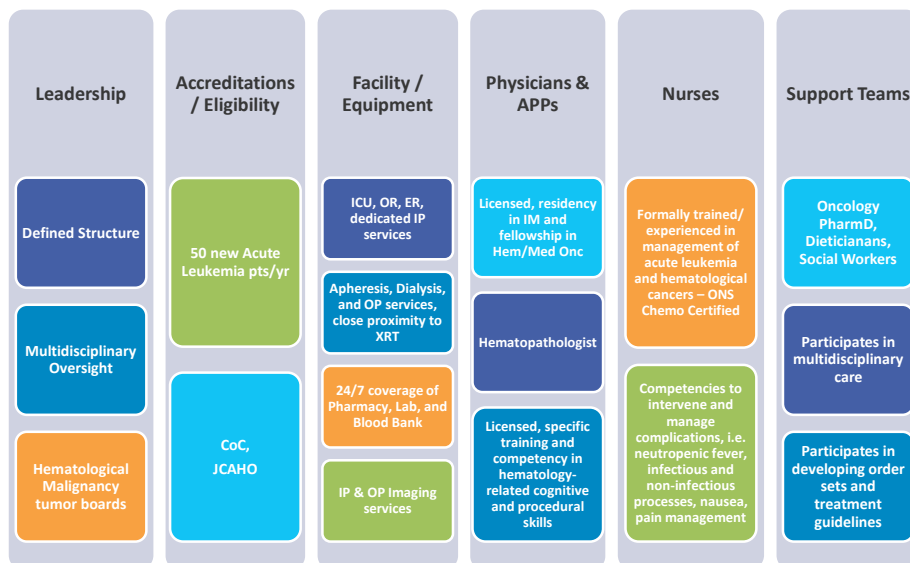 Leadership
Defined Structure
Multidisciplinary
Oversight
Hematological
Malignancy
tumor boards
Accreditations
/ Eligibility
50 new Acute
Leukemia pts/yr
CoC,
JCAHO
Facility /
Equipment
ICU, OR, ER,
dedicated IP
services
Apheresis, Dialysis,
and OP services,
close proximity to
XRT
24/7 coverage of
Pharmacy, Lab, and
Blood Bank
IP & OP Imaging
services
Physicians &
APPs
Licensed, residency
in IM and
fellowship in
Hem/Med Onc
Hematopathologist
Licensed, specific
training and
competency in
hematology-
related cognitive
and procedural
skills
Nurses
Formally trained/
experienced in
management of
acute leukemia
and hematological
cancers – ONS
Chemo Certified
Competencies to
intervene and
manage
complications, i.e.
neutropenic fever,
infectious and
non-infectious
processes, nausea,
pain management
Support Teams
Oncology
PharmD,
Dieticianans,
Social Workers
Participates in
multidisciplinary
care
Participates in
developing order
sets and
treatment
guidelines